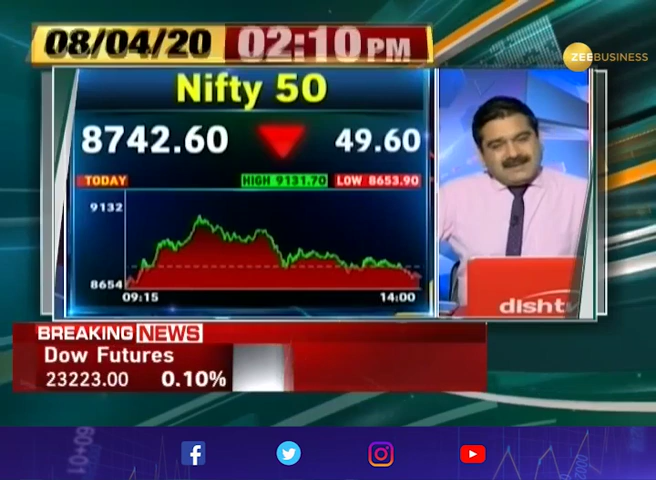 08/04/20 02:10 PM
ZEEBUSINESS
Nifty 50
8742.60 49.60
TODAY HIGH 9131.70 LOW 8653.90
9132
8654
09:15 14:00
dishtv
BREAKING NEWS
Dow Futures
23223.00 0.10%